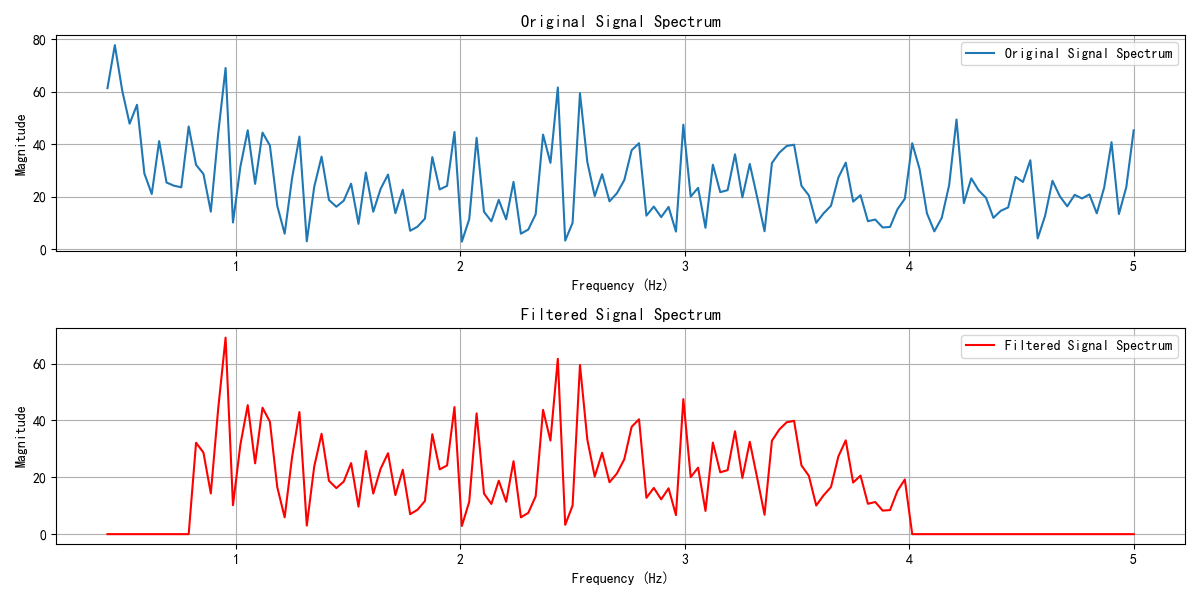 Original Signal Spectrum
80
60
40
20
0
Magnitude
Original Signal Spectrum
1
2
3
4
5
Frequency (Hz)
Filtered Signal Spectrum
60
40
20
0
Magnitude
Filtered Signal Spectrum
1
2
3
4
5
Frequency (Hz)